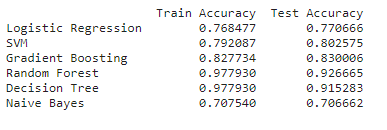 Train Accuracy Test Accuracy
Logistic Regression 0.768477 0.770666
SVM 0.792087 0.802575
Gradient Boosting 0.827734 0.830006
Random Forest 0.977930 0.926665
Decision Tree 0.977930 0.915283
Naive Bayes 0.707540 0.706662